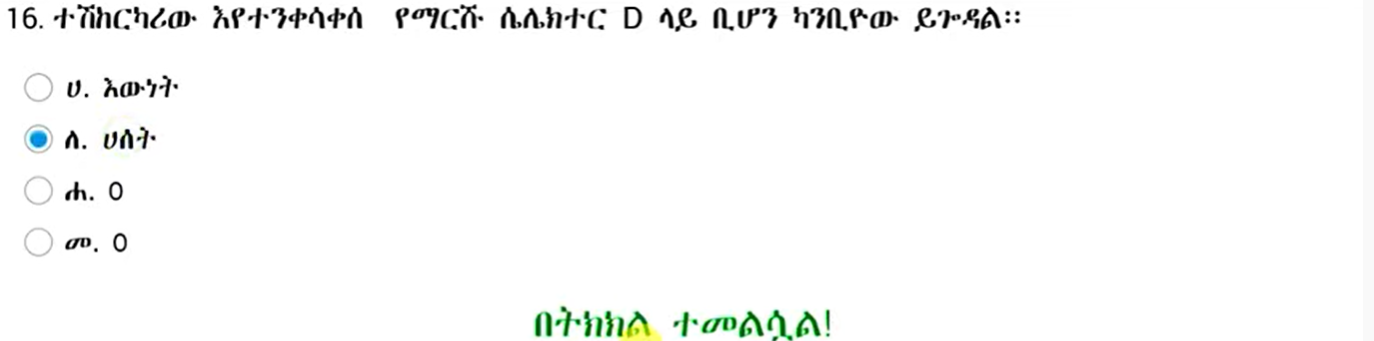 16. ተሽከርካሪው እየተንቀሳቀሰ የማርሹ ሴሌክተር D ላይ ቢሆን ካንቢዮው ይጐዳል።
ሀ. እውነት
ለ. ሀሰት
ሐ. 0
መ. 0
በትክክል ተመልሷል!